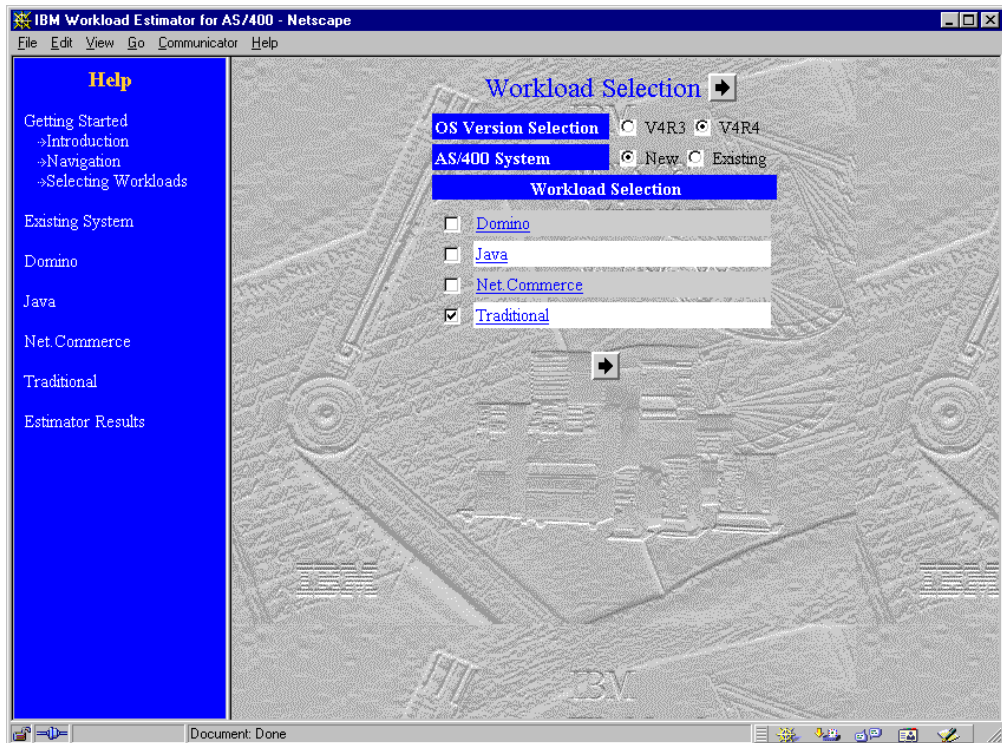 IBM Workload Estimator for AS/400 - Netscape
File Edit View Go Communicator Help
Help
Getting Started
→Introduction
→Navigation
→Selecting Workloads
Existing System
Domino
Java
Net.Commerce
Traditional
Estimator Results
Workload Selection
OS Version Selection V4R3 V4R4
AS/400 System New Existing
Workload Selection
Domino
Java
Net.Commerce
Traditional
IBM
IBM
IBM
IBM
Document: Done